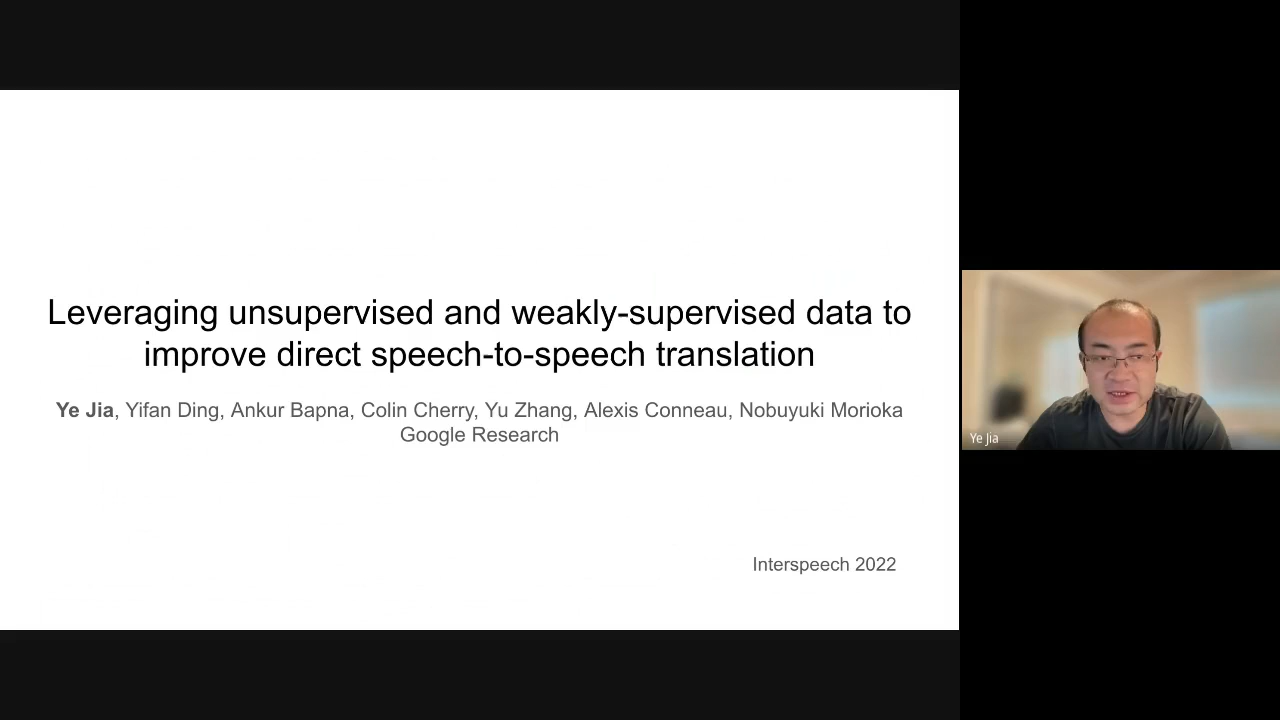 Leveraging unsupervised and weakly-supervised data to
improve direct speech-to-speech translation
Ye Jia, Yifan Ding, Ankur Bapna, Colin Cherry, Yu Zhang, Alexis Conneau, Nobuyuki Morioka
Google Research
Interspeech 2022
Ye Jia